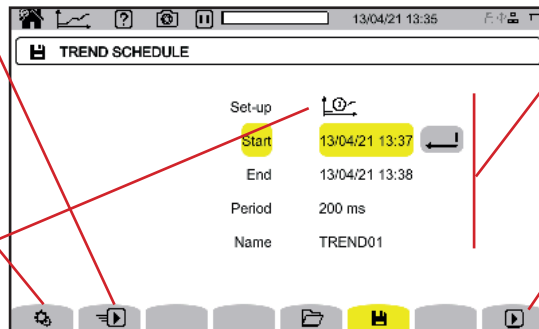 ?
13/04/21 13:35
TREND SCHEDULE
Set-up
Start 13/04/21 13:37
End 13/04/21 13:38
Period 200 ms
Name TREND01